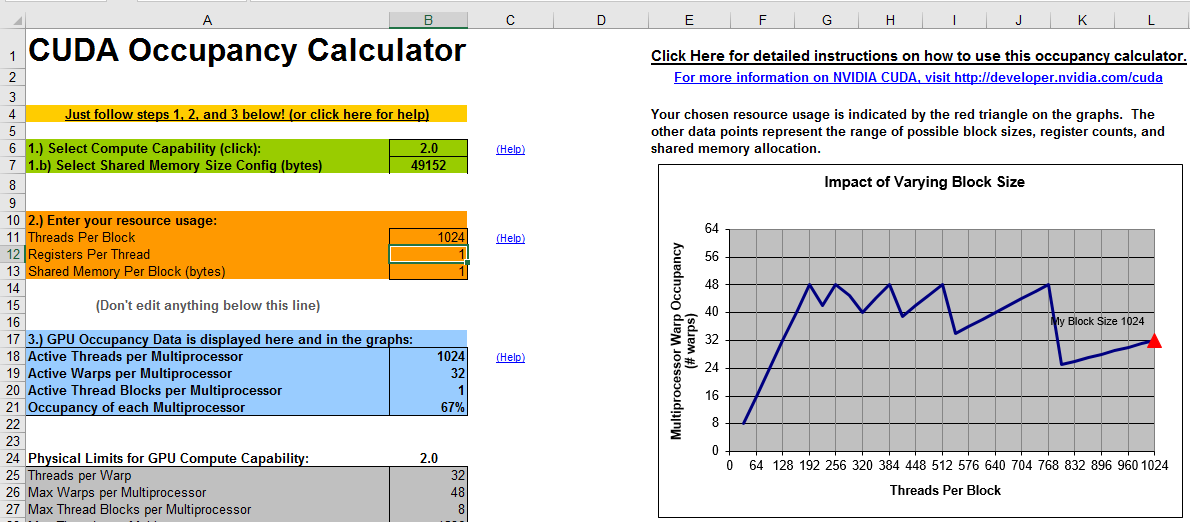 A B C D E F G H I J K L
1 CUDA Occupancy Calculator
Click Here for detailed instructions on how to use this occupancy calculator.
2 For more information on NVIDIA CUDA, visit http://developer.nvidia.com/cuda
3
4 Just follow steps 1, 2, and 3 below! (or click here for help)
Your chosen resource usage is indicated by the red triangle on the graphs. The
5 other data points represent the range of possible block sizes, register counts, and
6 1.) Select Compute Capability (click): 2.0 (Help) shared memory allocation.
7 1.b) Select Shared Memory Size Config (bytes) 49152
8
9
10 2.) Enter your resource usage:
11 Threads Per Block 1024 (Help)
12 Registers Per Thread 1
13 Shared Memory Per Block (bytes) 1
14
15 (Don't edit anything below this line)
16
17 3.) GPU Occupancy Data is displayed here and in the graphs:
18 Active Threads per Multiprocessor 1024 (Help)
19 Active Warps per Multiprocessor 32
20 Active Thread Blocks per Multiprocessor 1
21 Occupancy of each Multiprocessor 67%
22
23
24 Physical Limits for GPU Compute Capability: 2.0
25 Threads per Warp 32
26 Max Warps per Multiprocessor 48
27 Max Thread Blocks per Multiprocessor 8
Impact of Varying Block Size
Multiprocessor Warp Occupancy
(# warps)
64
56
48
40
32
24
16
8
0
My Block Size 1024
0 64 128 192 256 320 384 448 512 576 640 704 768 832 896 960 1024
Threads Per Block